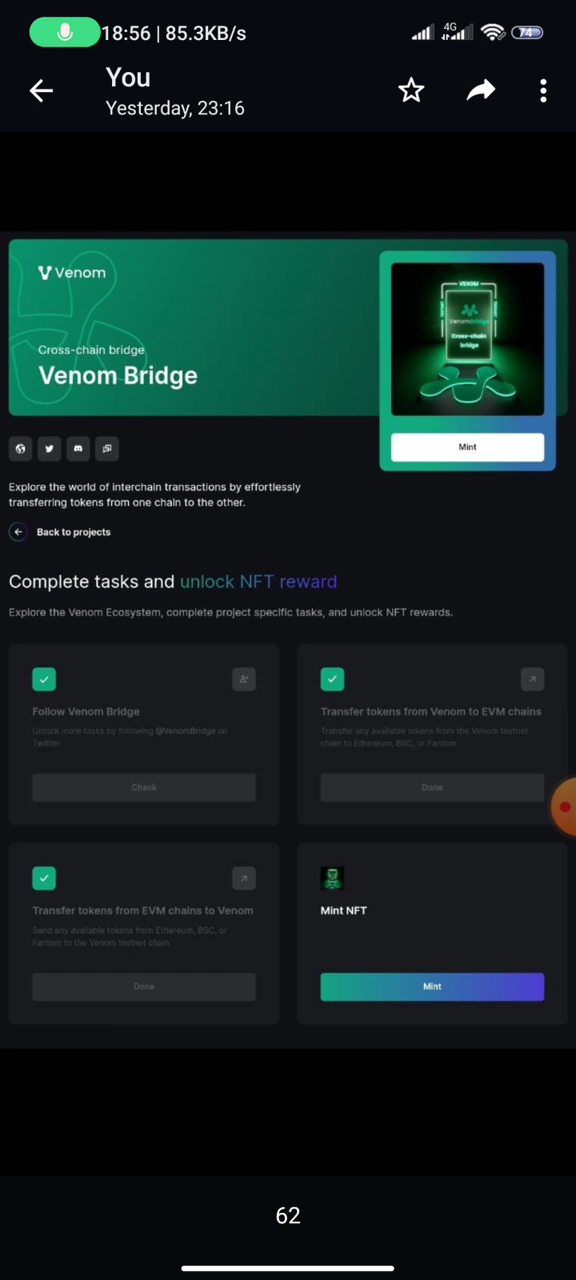 18:56 | 85.3KB/s
4G
74
You
Yesterday, 23:16
Venom
Cross-chain bridge
Venom Bridge
VENOM
VenomBridge
Cross-chain
bridge
Mint
Explore the world of interchain transactions by effortlessly
transferring tokens from one chain to the other.
Back to projects
Complete tasks and unlock NFT reward
Explore the Venom Ecosystem, complete project specific tasks, and unlock NFT rewards.
Follow Venom Bridge
Unlock more tasks by following @VenomBridge on
Twitter
Check
Transfer tokens from Venom to EVM chains
Transfer any available tokens from the Venom testnet
chain to Ethereum, BSC, or Fantom
Done
Transfer tokens from EVM chains to Venom
Send any available tokens from Ethereum, BSC, or
Fantom to the Venom testnet chain
Done
Mint NFT
Mint
62